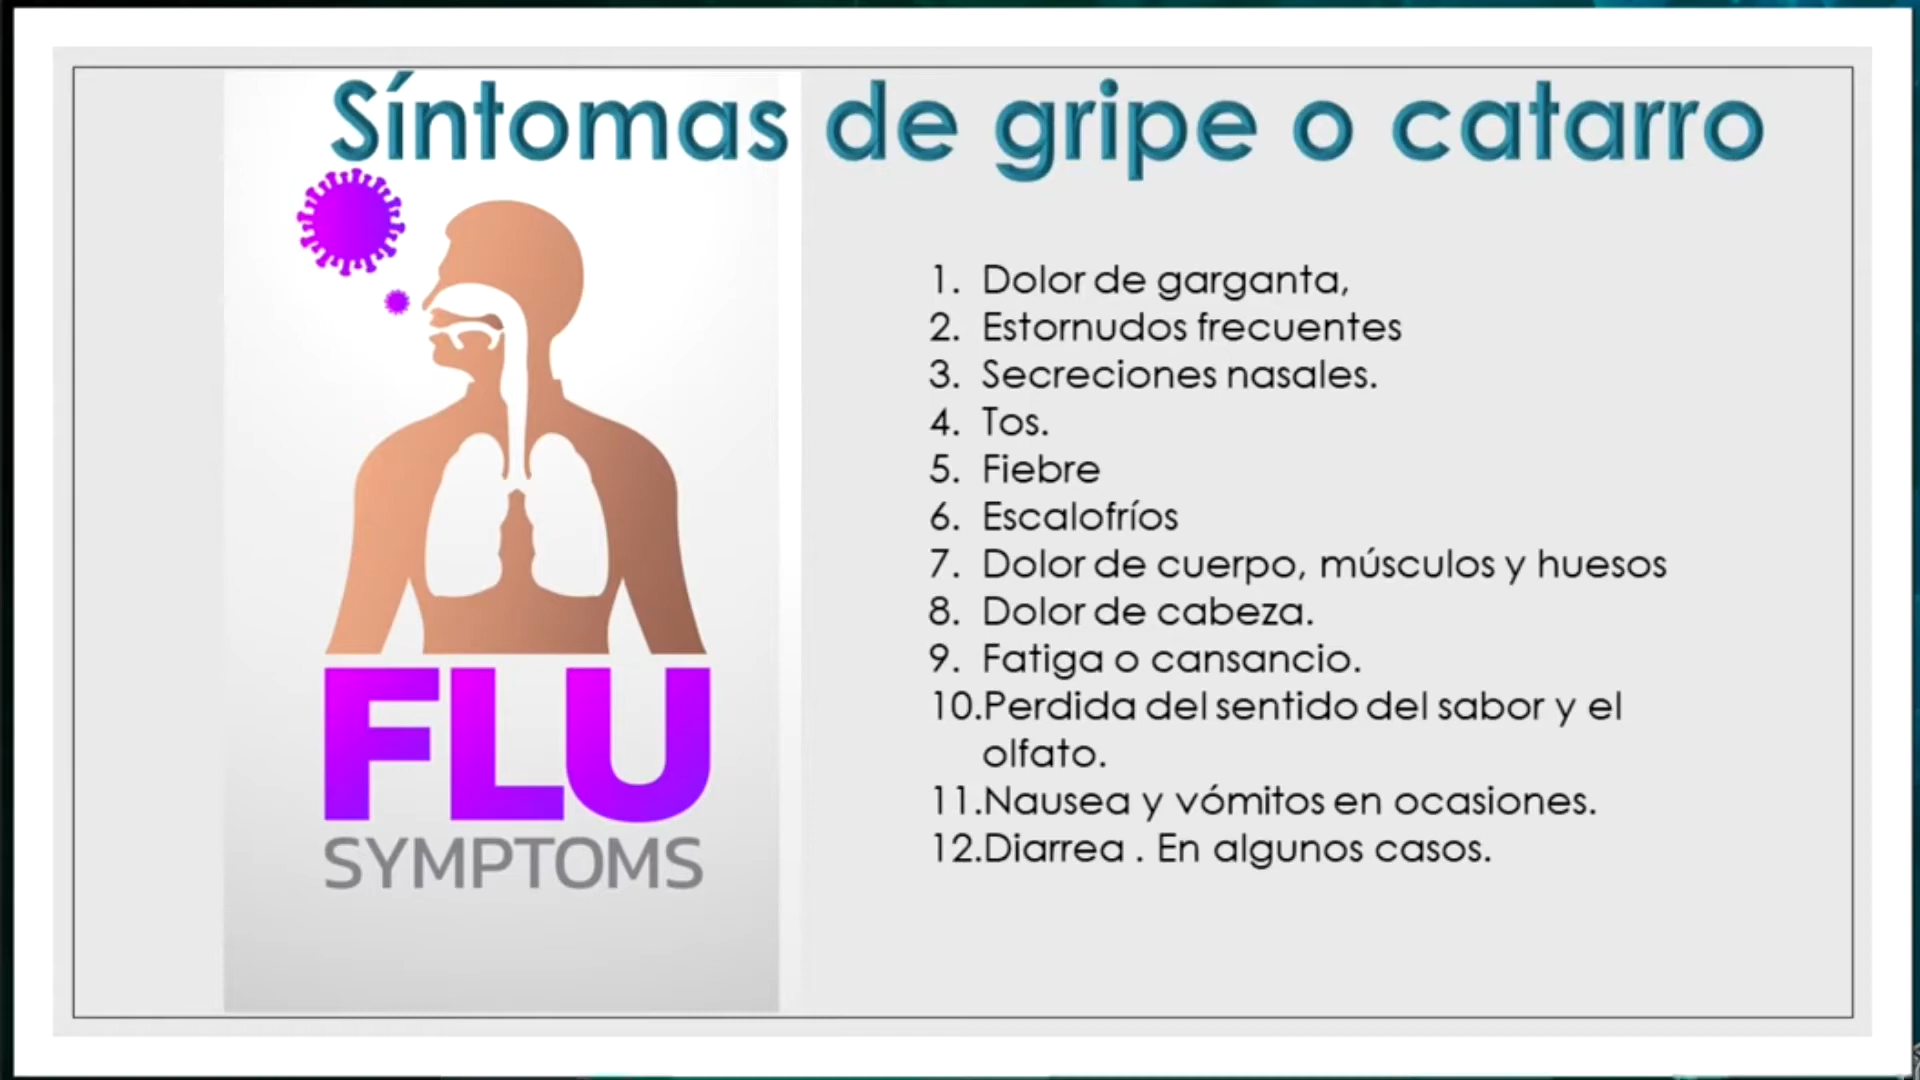 Síntomas de gripe o catarro
1. Dolor de garganta,
2. Estornudos frecuentes
3. Secreciones nasales.
4. Tos.
5. Fiebre
6. Escalofríos
7. Dolor de cuerpo, músculos y huesos
8. Dolor de cabeza.
9. Fatiga o cansancio.
10.Perdida del sentido del sabor y el
olfato.
11.Nausea y vómitos en ocasiones.
12.Diarrea . En algunos casos.
FLU
SYMPTOMS